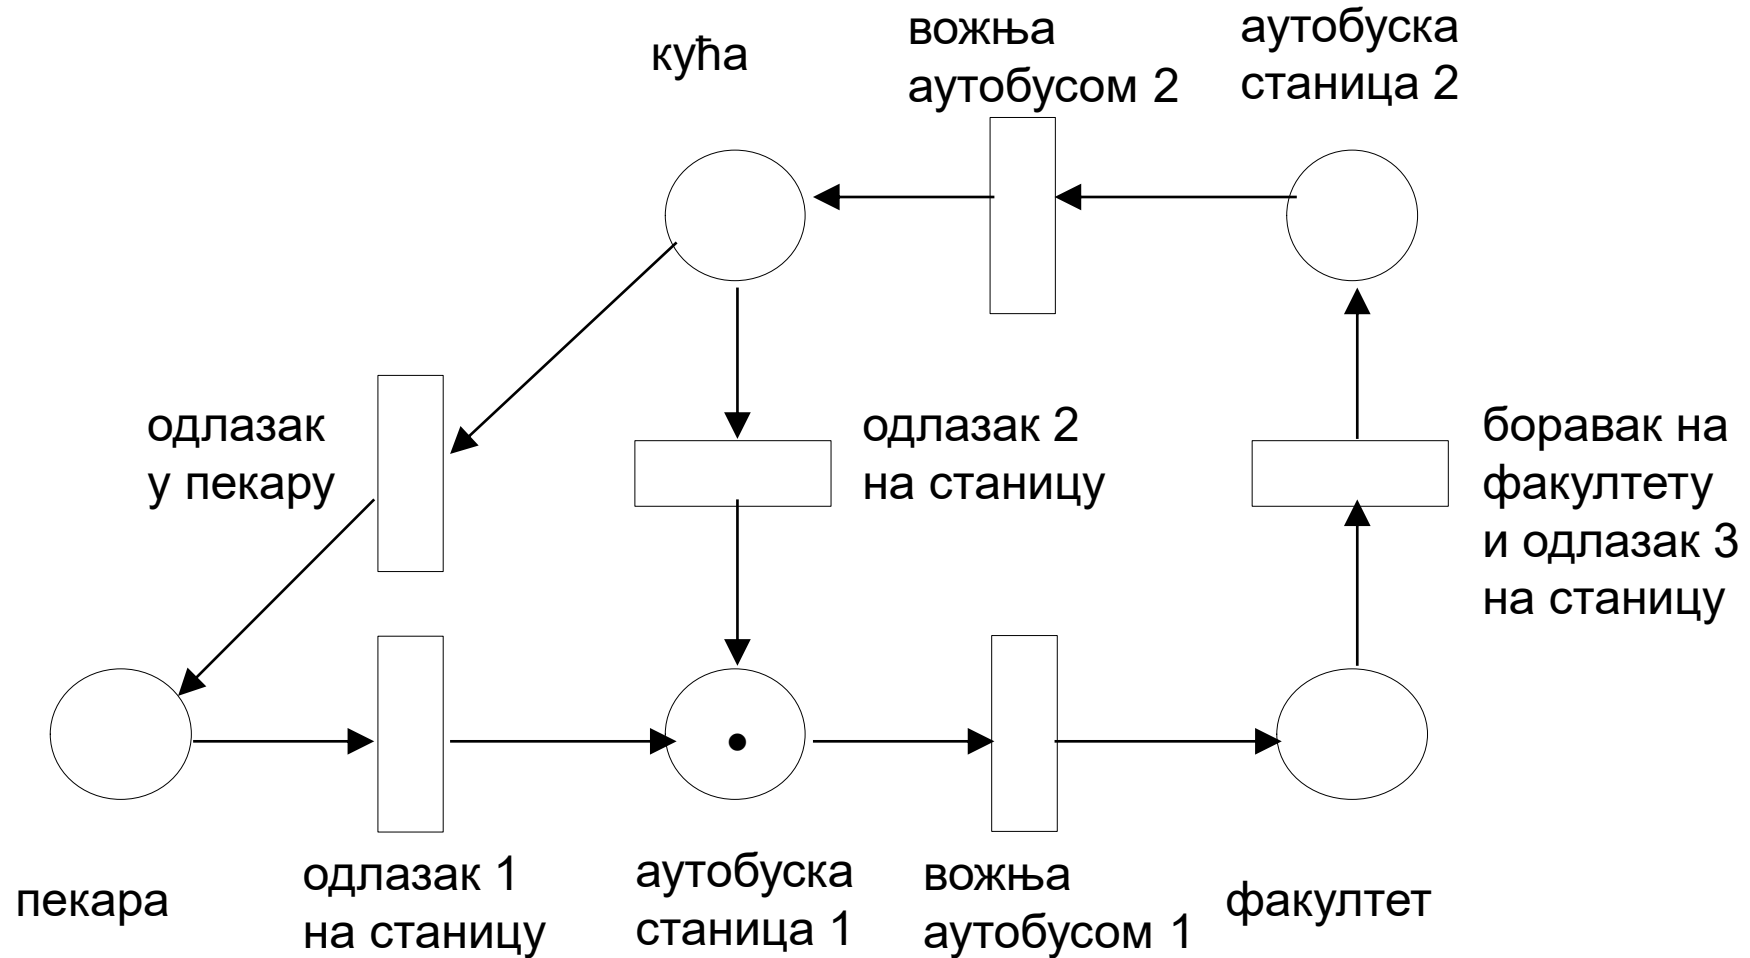 кућа
вожња
аутобусом 2
аутобуска
станица 2
одлазак
у пекару
одлазак 2
на станицу
боравак на
факултету
и одлазак 3
на станицу
пекара
одлазак 1
на станицу
аутобуска
станица 1
вожња
аутобусом 1
факултет